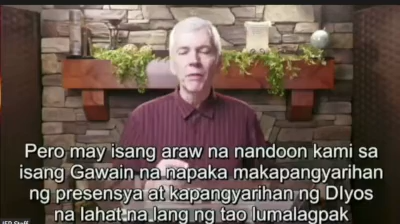 Pero may isang araw na nandoon kami sa
isang Gawain na napaka makapangyarihan
ng presensya at kapangyarihan ng DIyos
na lahat na lang ng tao lumalagpak